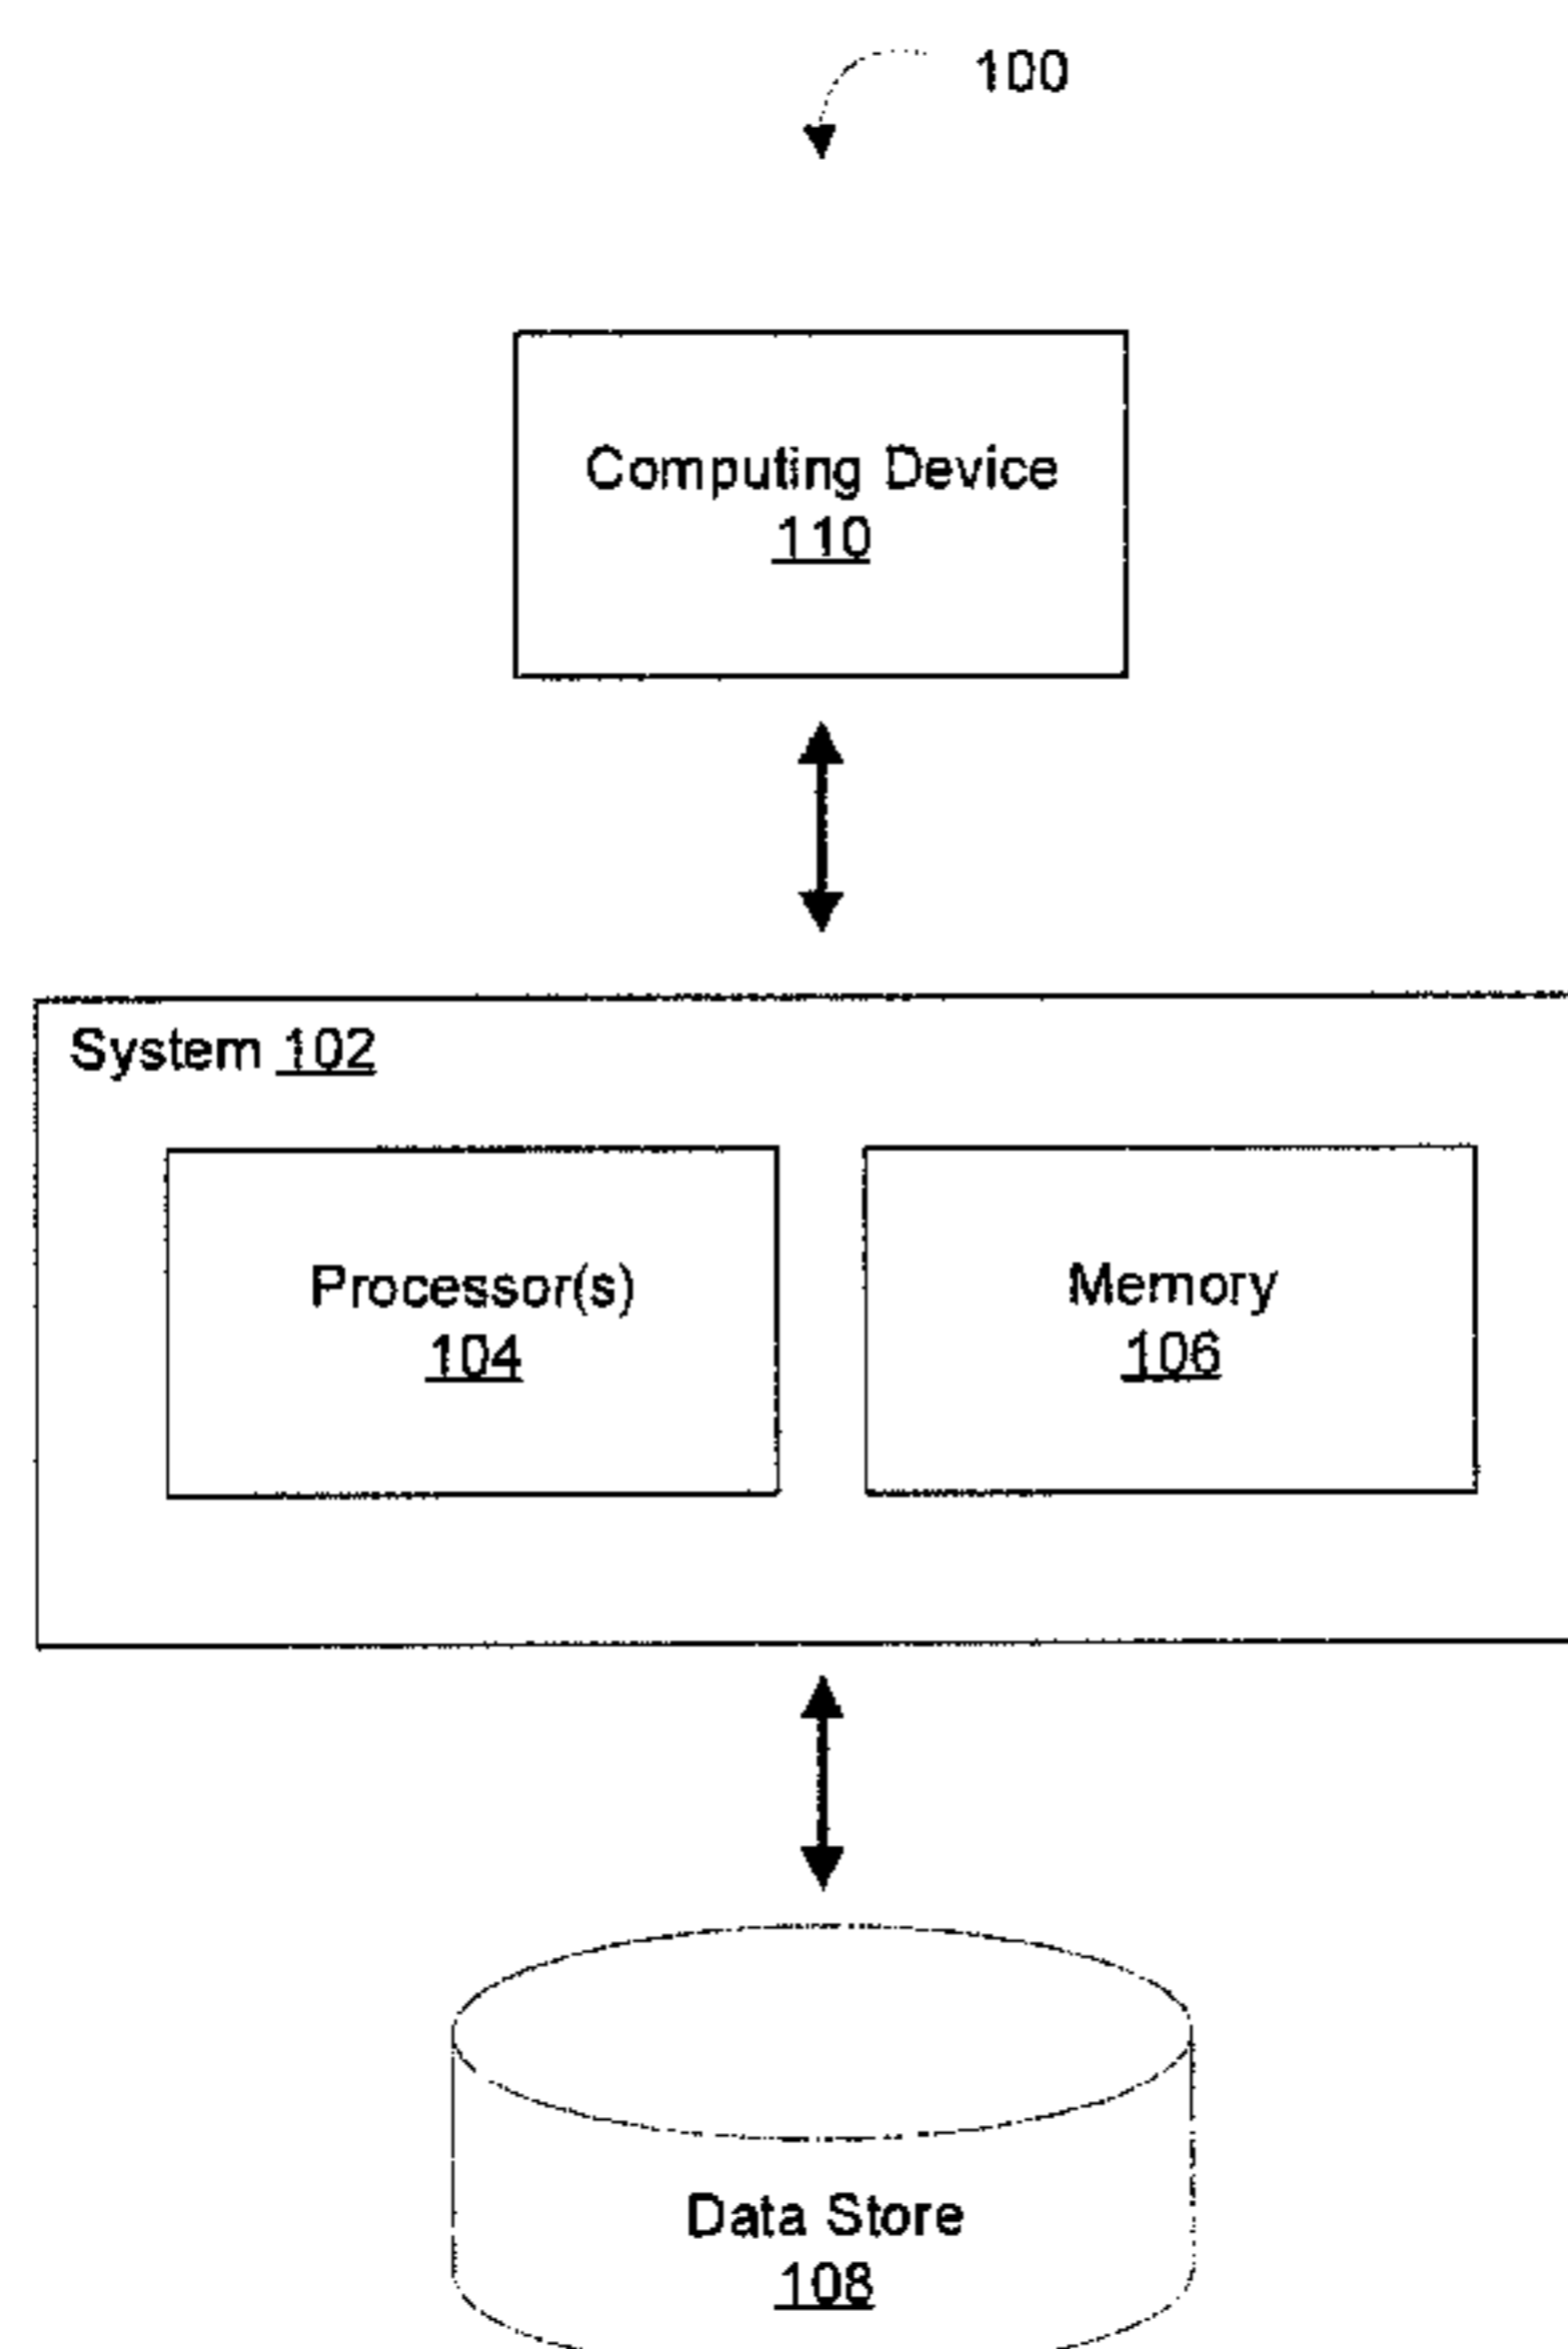 100
Computing Device
110
System 102
Processor(s)
104
Memory
106
Data Store
108